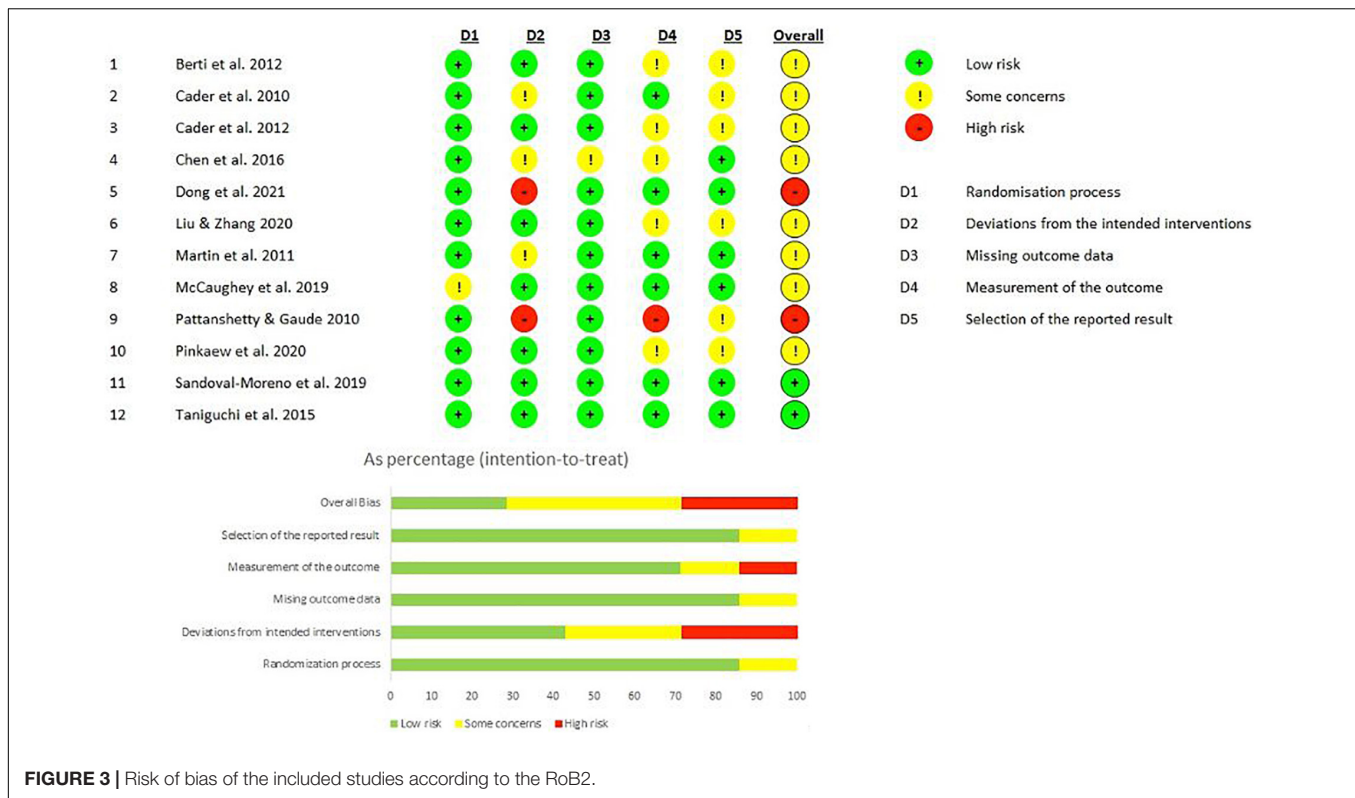 D1 D2 D3 D4 D5 Overall
1 Berti et al. 2012 + + + ! ! !
2 Cader et al. 2010 + ! + + ! !
3 Cader et al. 2012 + + + ! ! !
4 Chen et al. 2016 + ! ! ! + !
5 Dong et al. 2021 + - + + + -
6 Liu & Zhang 2020 + + + ! ! !
7 Martin et al. 2011 + ! + + + !
8 McCaughey et al. 2019 ! + + + + !
9 Pattanshetty & Gaude 2010 + - + - ! -
10 Pinkaew et al. 2020 + + + ! ! !
11 Sandoval-Moreno et al. 2019 + + + + + +
12 Taniguchi et al. 2015 + + + + + +
+ Low risk
! Some concerns
- High risk
D1 Randomisation process
D2 Deviations from the intended interventions
D3 Missing outcome data
D4 Measurement of the outcome
D5 Selection of the reported result
As percentage (intention-to-treat)
Overall Bias
Selection of the reported result
Measurement of the outcome
Mising outcome data
Deviations from intended interventions
Randomization process
0 10 20 30 40 50 60 70 80 90 100
Low risk Some concerns High risk
FIGURE 3 | Risk of bias of the included studies according to the RoB2.